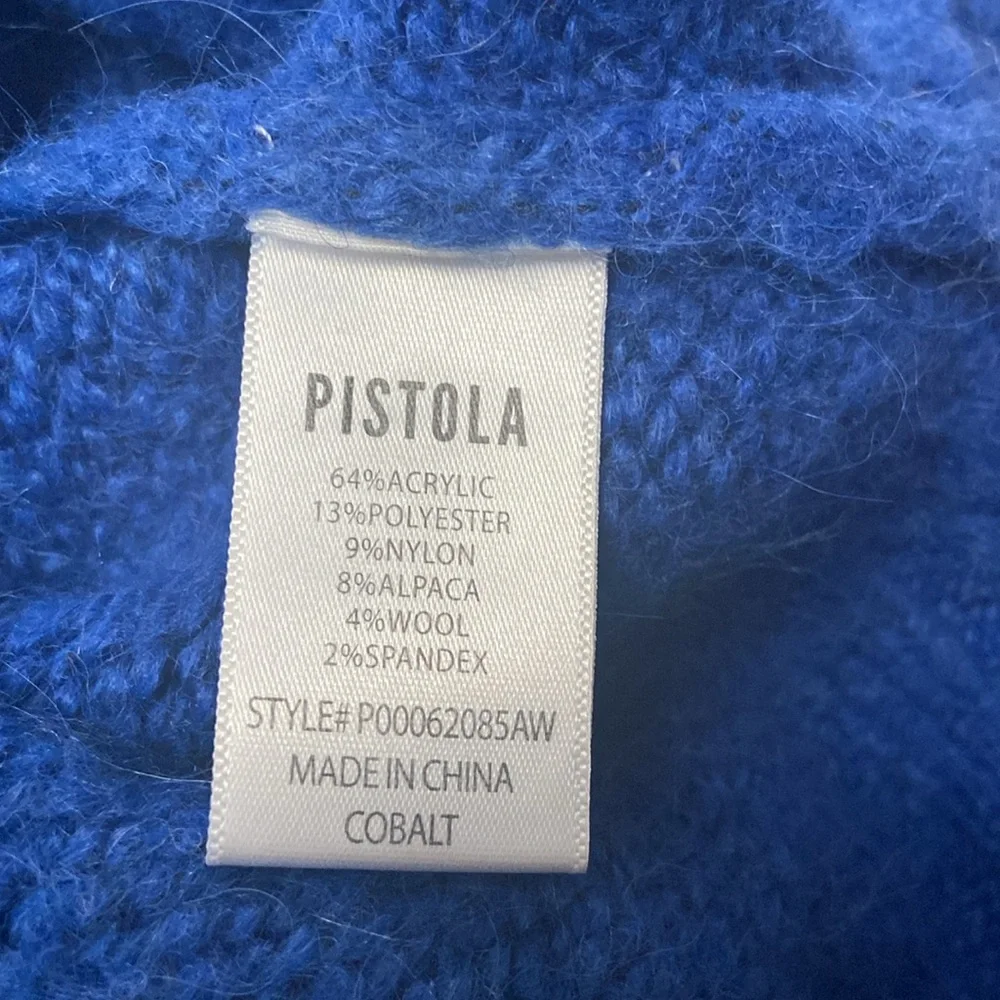 PISTOLA
64%ACRYLIC
13%POLYESTER
9%NYLON
8%ALPACA
4%WOOL
2%SPANDEX
STYLE# P00062085AW
MADE IN CHINA
COBALT